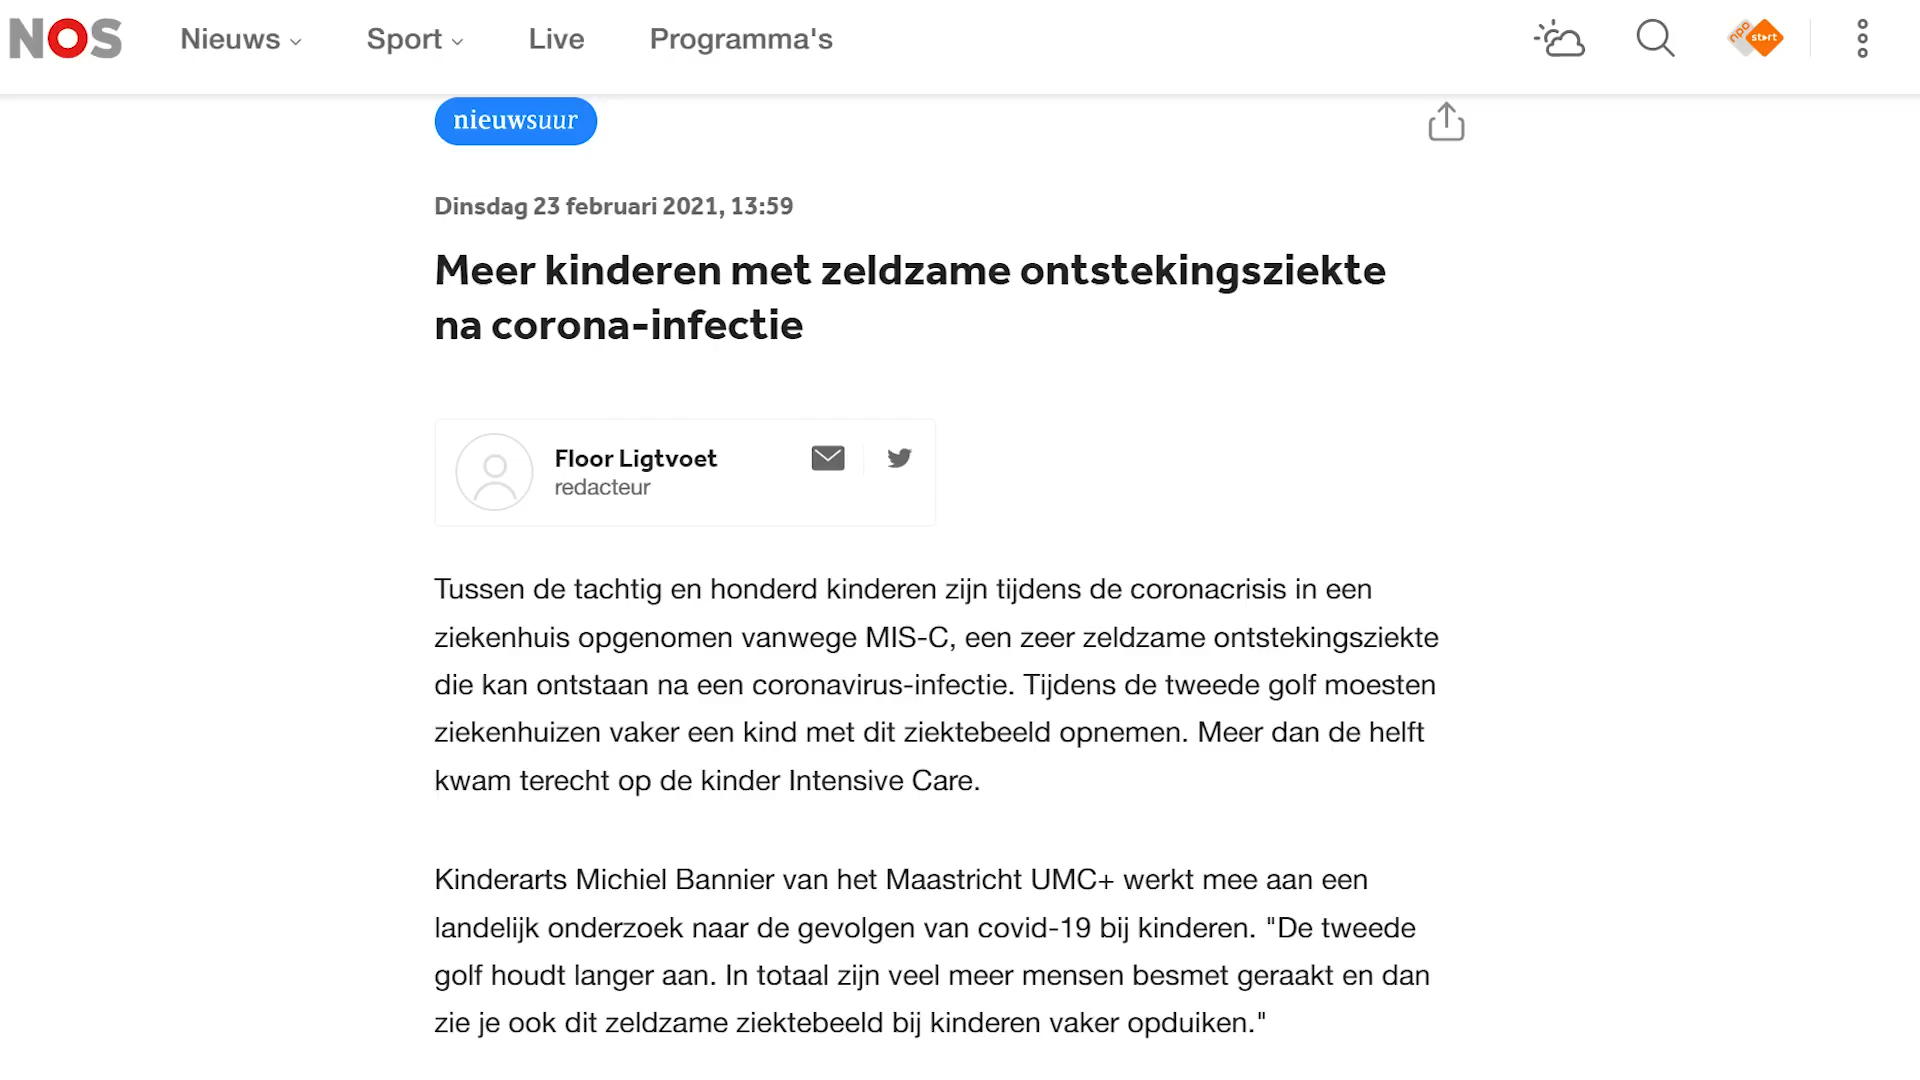 NOS
Nieuws
Sport
Live
Programma's
npo start
nieuwsuur
Dinsdag 23 februari 2021, 13:59
Meer kinderen met zeldzame ontstekingsziekte
na corona-infectie
Floor Ligtvoet
redacteur
Tussen de tachtig en honderd kinderen zijn tijdens de coronacrisis in een
ziekenhuis opgenomen vanwege MIS-C, een zeer zeldzame ontstekingsziekte
die kan ontstaan na een coronavirus-infectie. Tijdens de tweede golf moesten
ziekenhuizen vaker een kind met dit ziektebeeld opnemen. Meer dan de helft
kwam terecht op de kinder Intensive Care.
Kinderarts Michiel Bannier van het Maastricht UMC+ werkt mee aan een
landelijk onderzoek naar de gevolgen van covid-19 bij kinderen. "De tweede
golf houdt langer aan. In totaal zijn veel meer mensen besmet geraakt en dan
zie je ook dit zeldzame ziektebeeld bij kinderen vaker opduiken."